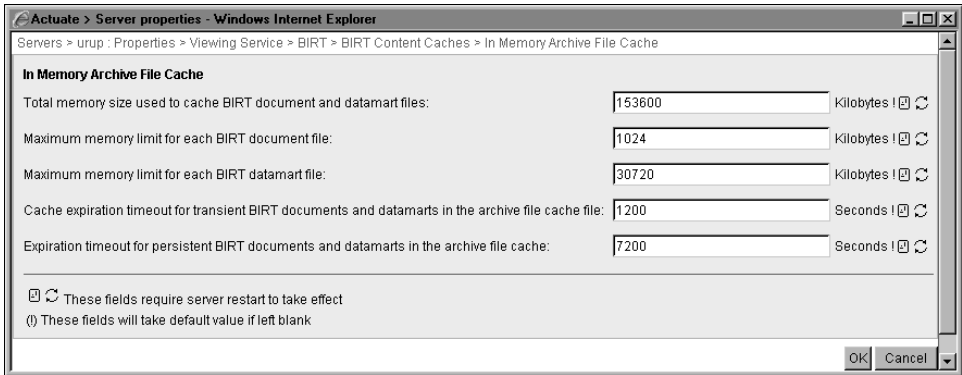 Actuate > Server properties - Windows Internet Explorer
Servers > urup : Properties > Viewing Service > BIRT > BIRT Content Caches > In Memory Archive File Cache
In Memory Archive File Cache
Total memory size used to cache BIRT document and datamart files: 153600 Kilobytes !
Maximum memory limit for each BIRT document file: 1024 Kilobytes !
Maximum memory limit for each BIRT datamart file: 30720 Kilobytes !
Cache expiration timeout for transient BIRT documents and datamarts in the archive file cache file: 1200 Seconds !
Expiration timeout for persistent BIRT documents and datamarts in the archive file cache: 7200 Seconds !
These fields require server restart to take effect
(!) These fields will take default value if left blank
OK Cancel